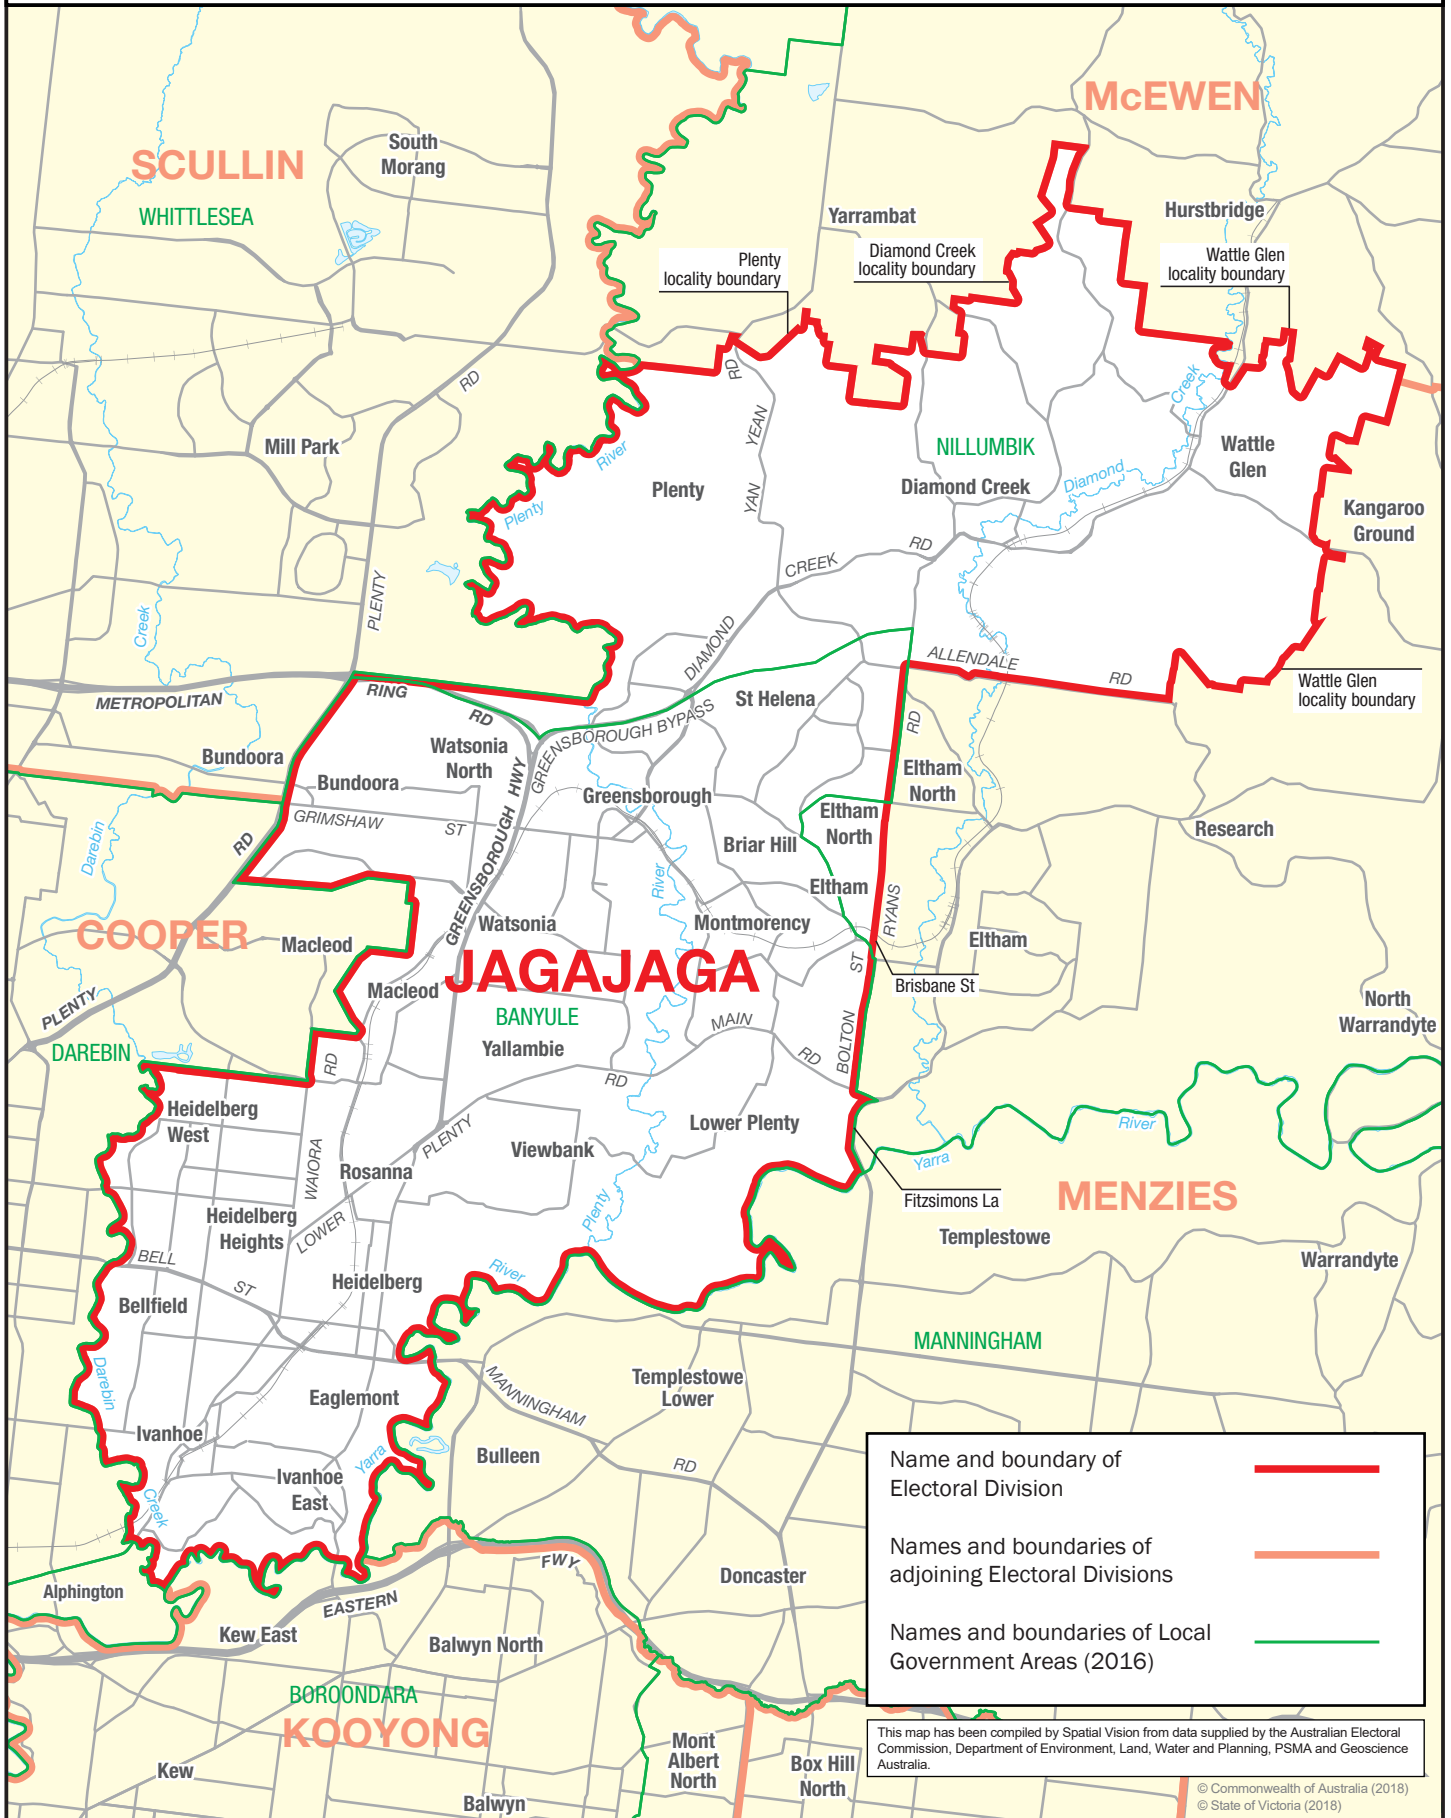 McEWEN
SCULLIN
South
Morang
WHITTLESEA
Yarrambat
Hurstbridge
Plenty
locality boundary
Diamond Creek
locality boundary
Wattle Glen
locality boundary
RD
RD
Creek
YEAN
Mill Park
River
NILLUMBIK
Wattle
Glen
Plenty
YAN
Diamond Creek
Diamond
Plenty
Kangaroo
Ground
RD
CREEK
PLENTY
Creek
DIAMOND
ALLENDALE
RD
METROPOLITAN
RING
RD
St Helena
Wattle Glen
locality boundary
GREENSBOROUGH BYPASS
RD
Bundoora
Watsonia
North
Bundoora
HWY
Greensborough
Eltham
North
Eltham
North
GRIMSHAW
ST
Research
Darebin
RD
Briar Hill
River
Eltham
GREENSBOROUGH
RYANS
COOPER
Macleod
Watsonia
Montmorency
Eltham
JAGAJAGA
ST
Brisbane St
Macleod
PLENTY
BANYULE
MAIN
North
Warrandyte
DAREBIN
Yallambie
RD
BOLTON
RD
RD
Heidelberg
West
Lower Plenty
River
PLENTY
Viewbank
WAIORA
Rosanna
Yarra
Fitzsimons La
MENZIES
Heidelberg
Heights
LOWER
Plenty
Templestowe
BELL
ST
Warrandyte
River
Heidelberg
Bellfield
MANNINGHAM
Darebin
Templestowe
Lower
MANNINGHAM
Eaglemont
Ivanhoe
Yarra
Bulleen
RD
Ivanhoe
East
Creek
Name and boundary of
Electoral Division
Names and boundaries of
adjoining Electoral Divisions
Names and boundaries of Local
Government Areas (2016)
FWY
Doncaster
Alphington
EASTERN
Kew East
Balwyn North
BOROONDARA
KOOYONG
Mont
Albert
North
Box Hill
North
Kew
Balwyn
This map has been compiled by Spatial Vision from data supplied by the Australian Electoral
Commission, Department of Environment, Land, Water and Planning, PSMA and Geoscience
Australia.
© Commonwealth of Australia (2018)
© State of Victoria (2018)